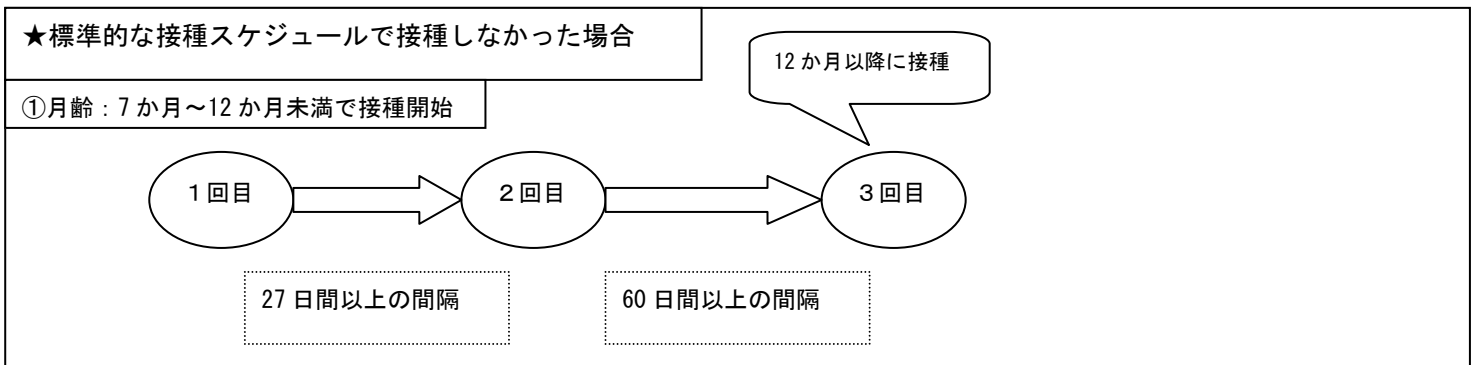 ★標準的な接種スケジュールで接種しなかった場合
12か月以降に接種
①月齢：7か月～12か月未満で接種開始
1回目
2回目
3回目
27日間以上の間隔
60日間以上の間隔